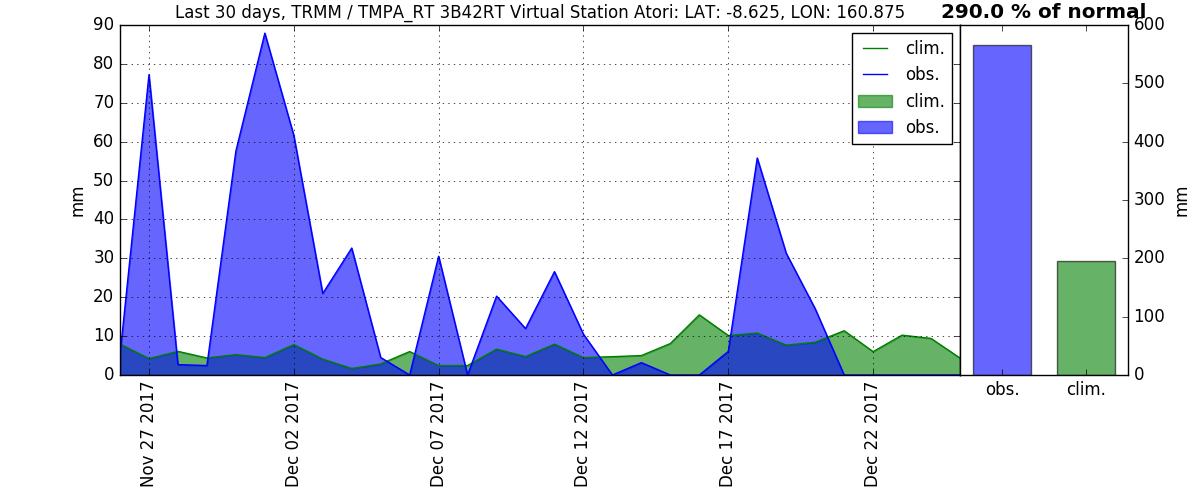 Last 30 days, TRMM / TMPA_RT 3B42RT Virtual Station Atori: LAT: -8.625, LON: 160.875
290.0 % of normal
90
80
70
60
50
40
30
20
10
0
mm
clim.
obs.
clim.
obs.
Nov 27 2017
Dec 02 2017
Dec 07 2017
Dec 12 2017
Dec 17 2017
Dec 22 2017
600
500
400
300
200
100
0
mm
obs.
clim.